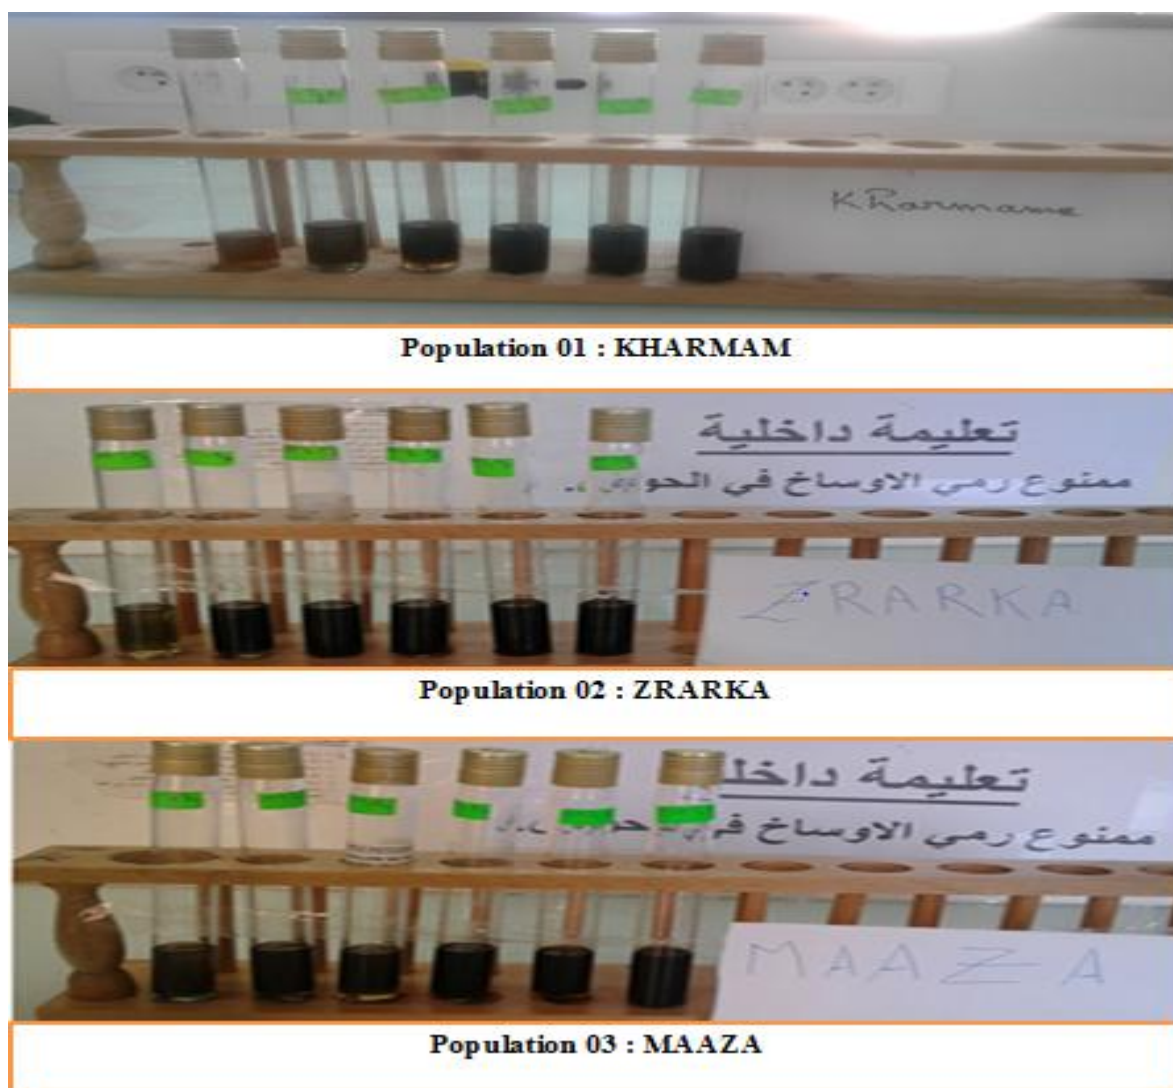 Kharmame
Population 01 : KHARMAM
تعليمة داخلية
ممنوع رمي الاوساخ في
ZRARKA
Population 02 : ZRARKA
تعليمة
ممنوع رمي الاوساخ
MAAZA
Population 03 : MAAZA